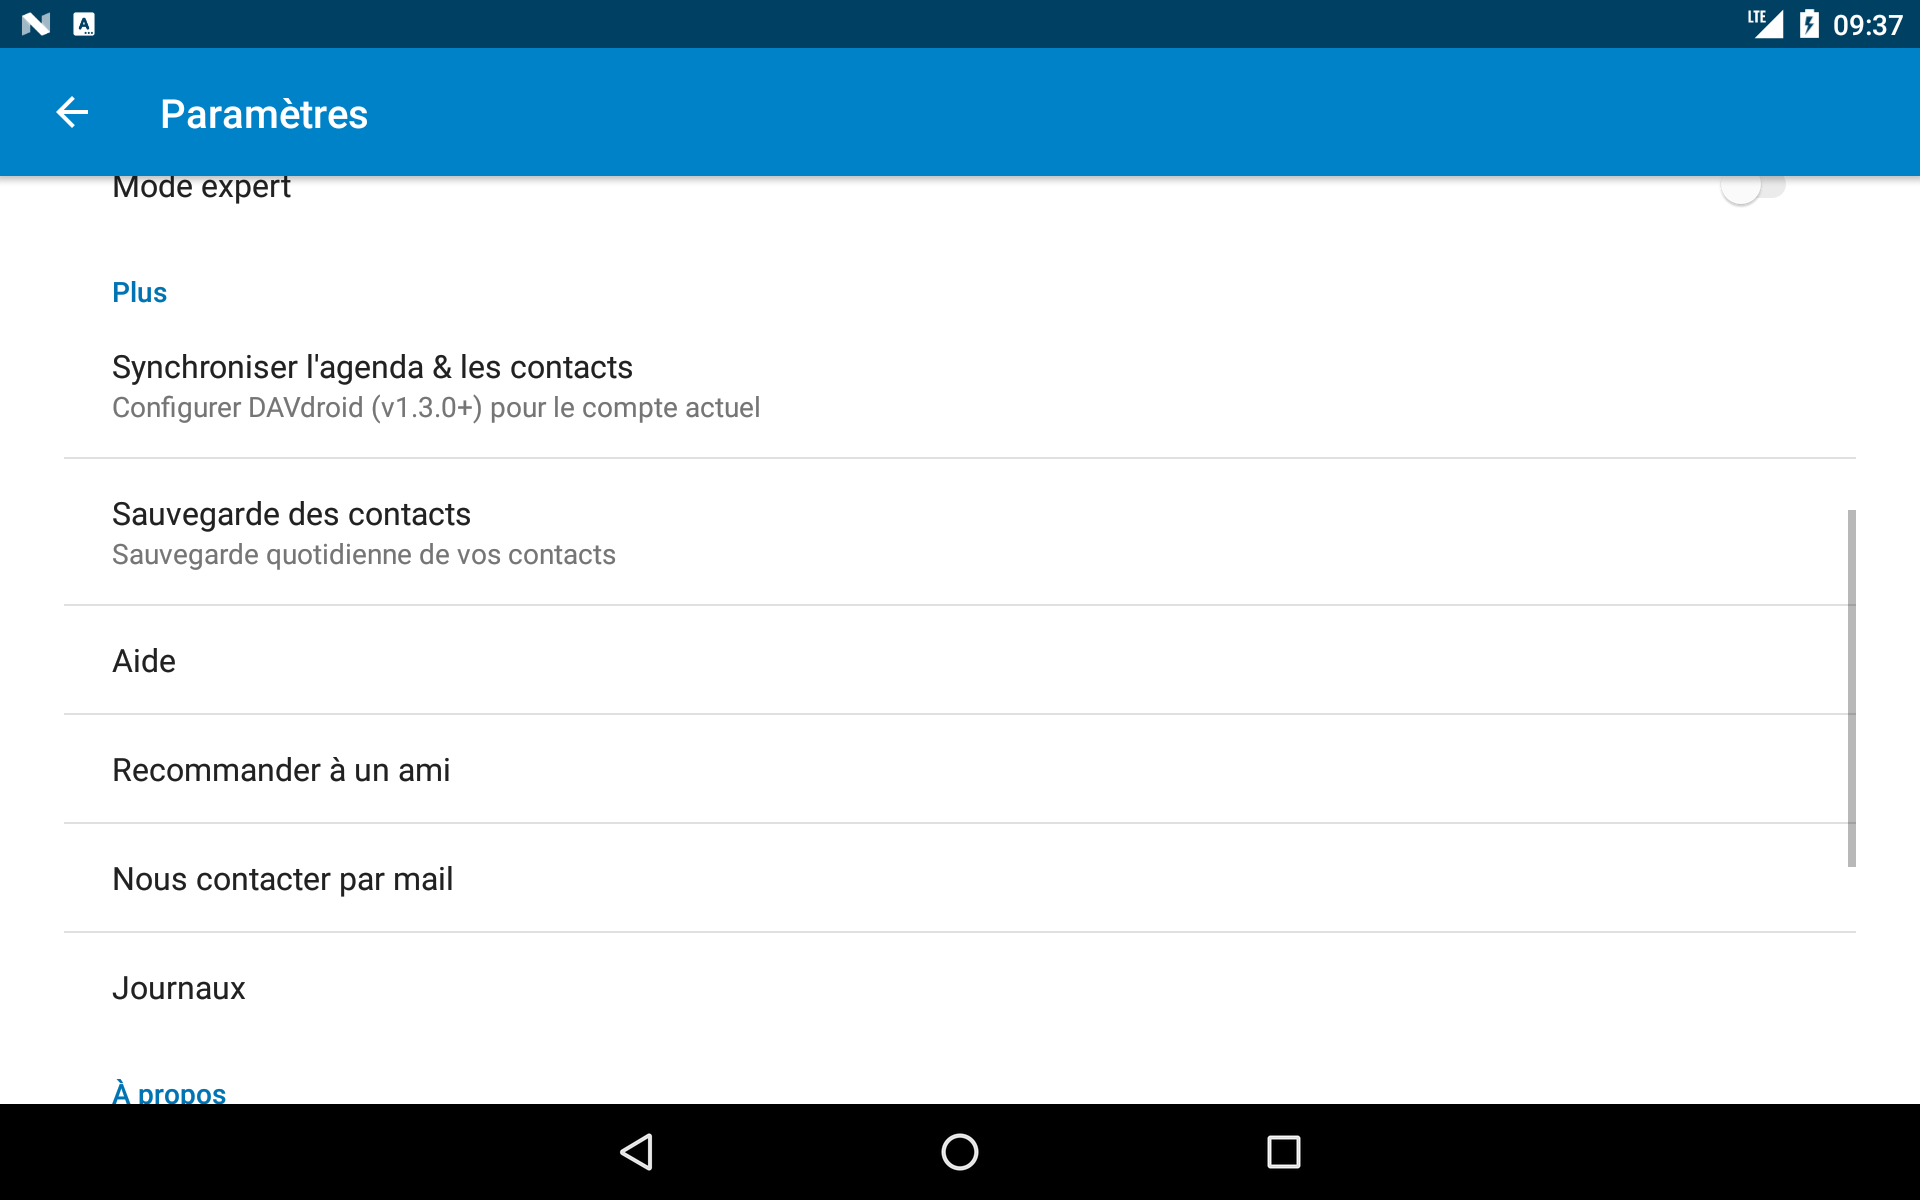 LTE 09:37
Paramètres
Mode expert
Plus
Synchroniser l'agenda & les contacts
Configurer DAVdroid (v1.3.0+) pour le compte actuel
Sauvegarde des contacts
Sauvegarde quotidienne de vos contacts
Aide
Recommander à un ami
Nous contacter par mail
Journaux
À propos